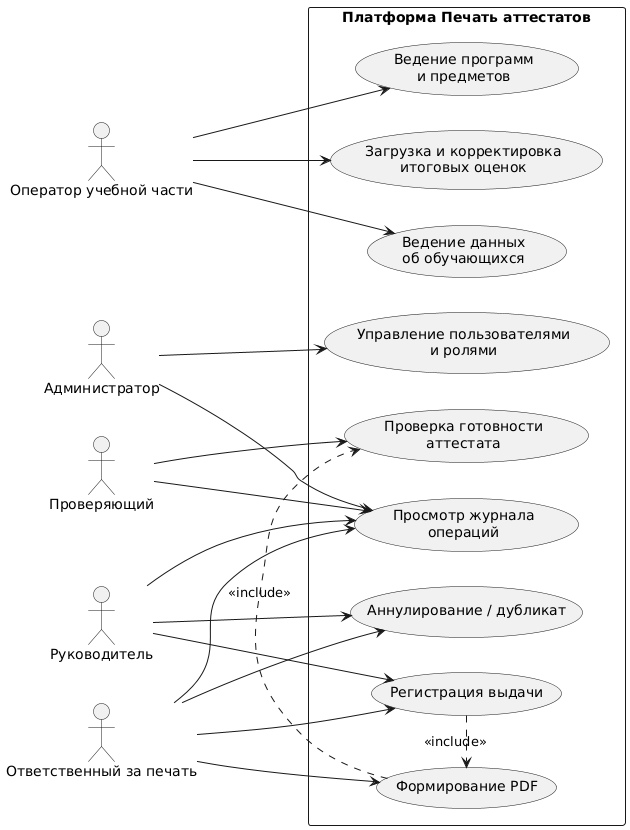 Платформа Печать аттестатов
Ведение программ
и предметов
Загрузка и корректировка
итоговых оценок
Оператор учебной части
Ведение данных
об обучающихся
Управление пользователями
и ролями
Администратор
Проверка готовности
аттестата
Проверяющий
Просмотр журнала
операций
«include»
Аннулирование / дубликат
Руководитель
Регистрация выдачи
«include»
Ответственный за печать
Формирование PDF